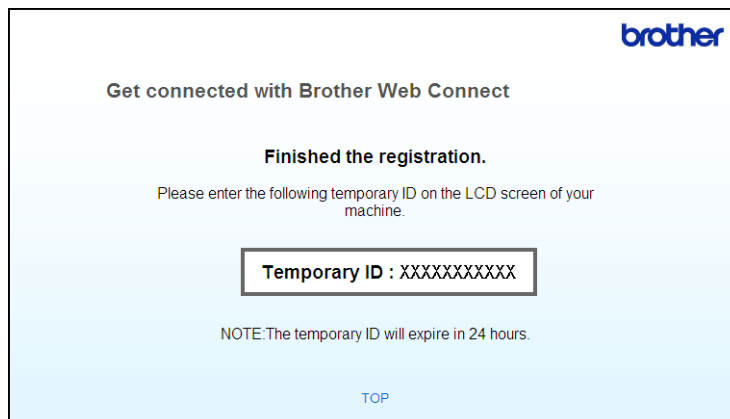 brother
Get connected with Brother Web Connect
Finished the registration.
Please enter the following temporary ID on the LCD screen of your
machine.
Temporary ID : XXXXXXXXXXX
NOTE:The temporary ID will expire in 24 hours.
TOP